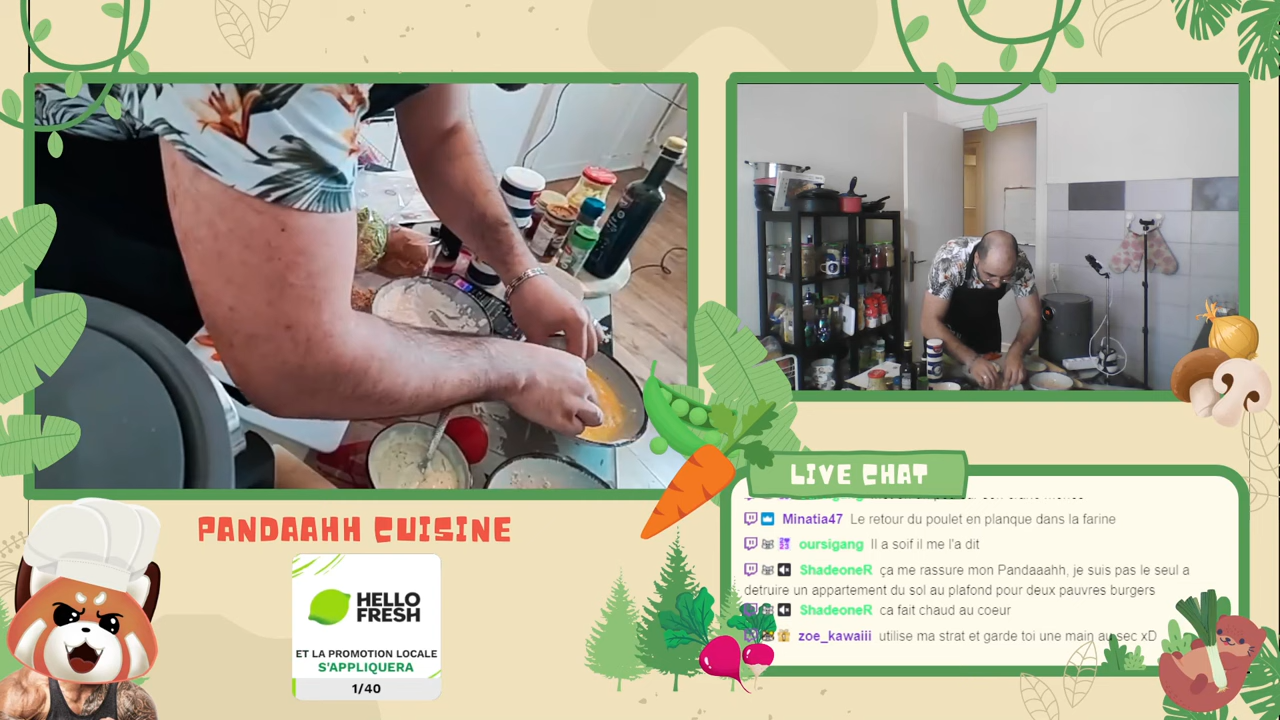 LIVE CHAT
Minatia47 Le retour du poulet en planque dans la farine
oursigang Il a soif il me l'a dit
ShadeoneR ça me rassure mon Pandaaahh, je suis pas le seul a
detruire un appartement du sol au plafond pour deux pauvres burgers
ShadeoneR ca fait chaud au coeur
zoe_kawaiii utilise ma strat et garde toi une main au sec xD
PANDAAHH CUISINE
HELLO
FRESH
ET LA PROMOTION LOCALE
S'APPLIQUERA
1/40